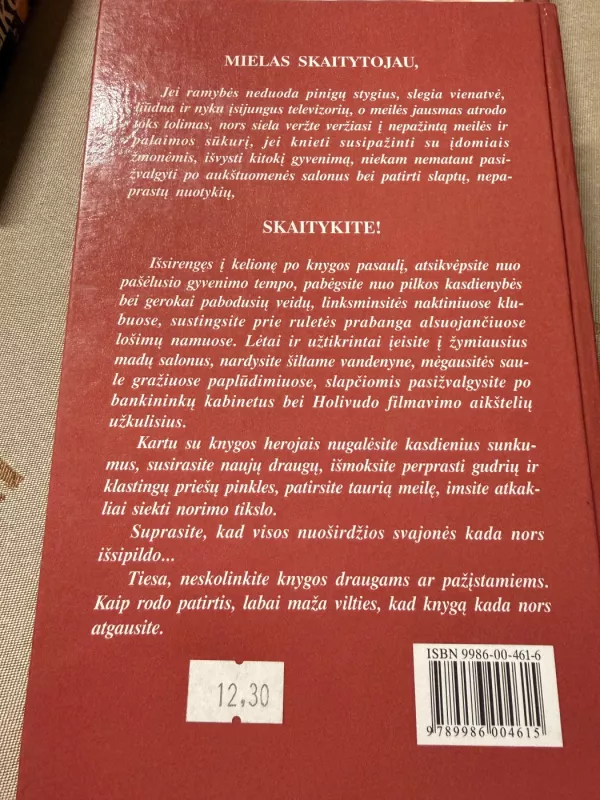 MIELAS SKAITYTOJAU,
Jei ramybės neduoda pinigų stygius, slegia vienatvė,
liūdna ir nyku įsijungus televizorių, o meilės jausmas atrodo
toks tolimas, nors siela veržte veržiasi į nepažintą meilės ir
palaimos sūkurį, jei knieti susipažinti su įdomiais
žmonėmis, išvysti kitokį gyvenimą, niekam nematant pasi-
žvalgyti po aukštuomenės salonus bei patirti slaptų, nepa-
prastų nuotykių,
SKAITYKITE!
Išsirengęs į kelionę po knygos pasaulį, atsikvėpsite nuo
pašėlusio gyvenimo tempo, pabėgsite nuo pilkos kasdienybės
bei gerokai pabodusių veidų, linksminsitės naktiniuose klu-
buose, sustingsite prie ruletės prabanga alsuojančiuose
lošimų namuose. Lėtai ir užtikrintai įeisite į žymiausius
madų salonus, nardysite šiltame vandenyne, mėgausitės sau-
le gražiuose paplūdimiuose, slapčiomis pasižvalgysite po
bankininkų kabinetus bei Holivudo filmavimo aikštelių
užkulisius.
Kartu su knygos herojais nugalėsite kasdienius sunku-
mus, susirasite naujų draugų, išmoksite perprasti gudrių ir
klastingų priešų pinkles, patirsite taurią meilę, imsite atkak-
liai siekti norimo tikslo.
Suprasite, kad visos nuoširdžios svajonės kada nors
išsipildo...
Tiesa, neskolinkite knygos draugams ar pažįstamiems.
Kaip rodo patirtis, labai maža vilties, kad knygą kada nors
atgausite.
ISBN 9986-00-461-6
12,30
9 789986 004615